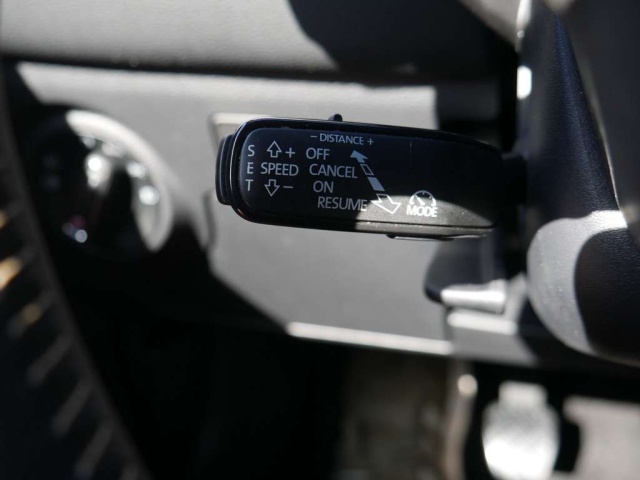 - DISTANCE +
S + OFF
E SPEED CANCEL
T - ON
RESUME MODE